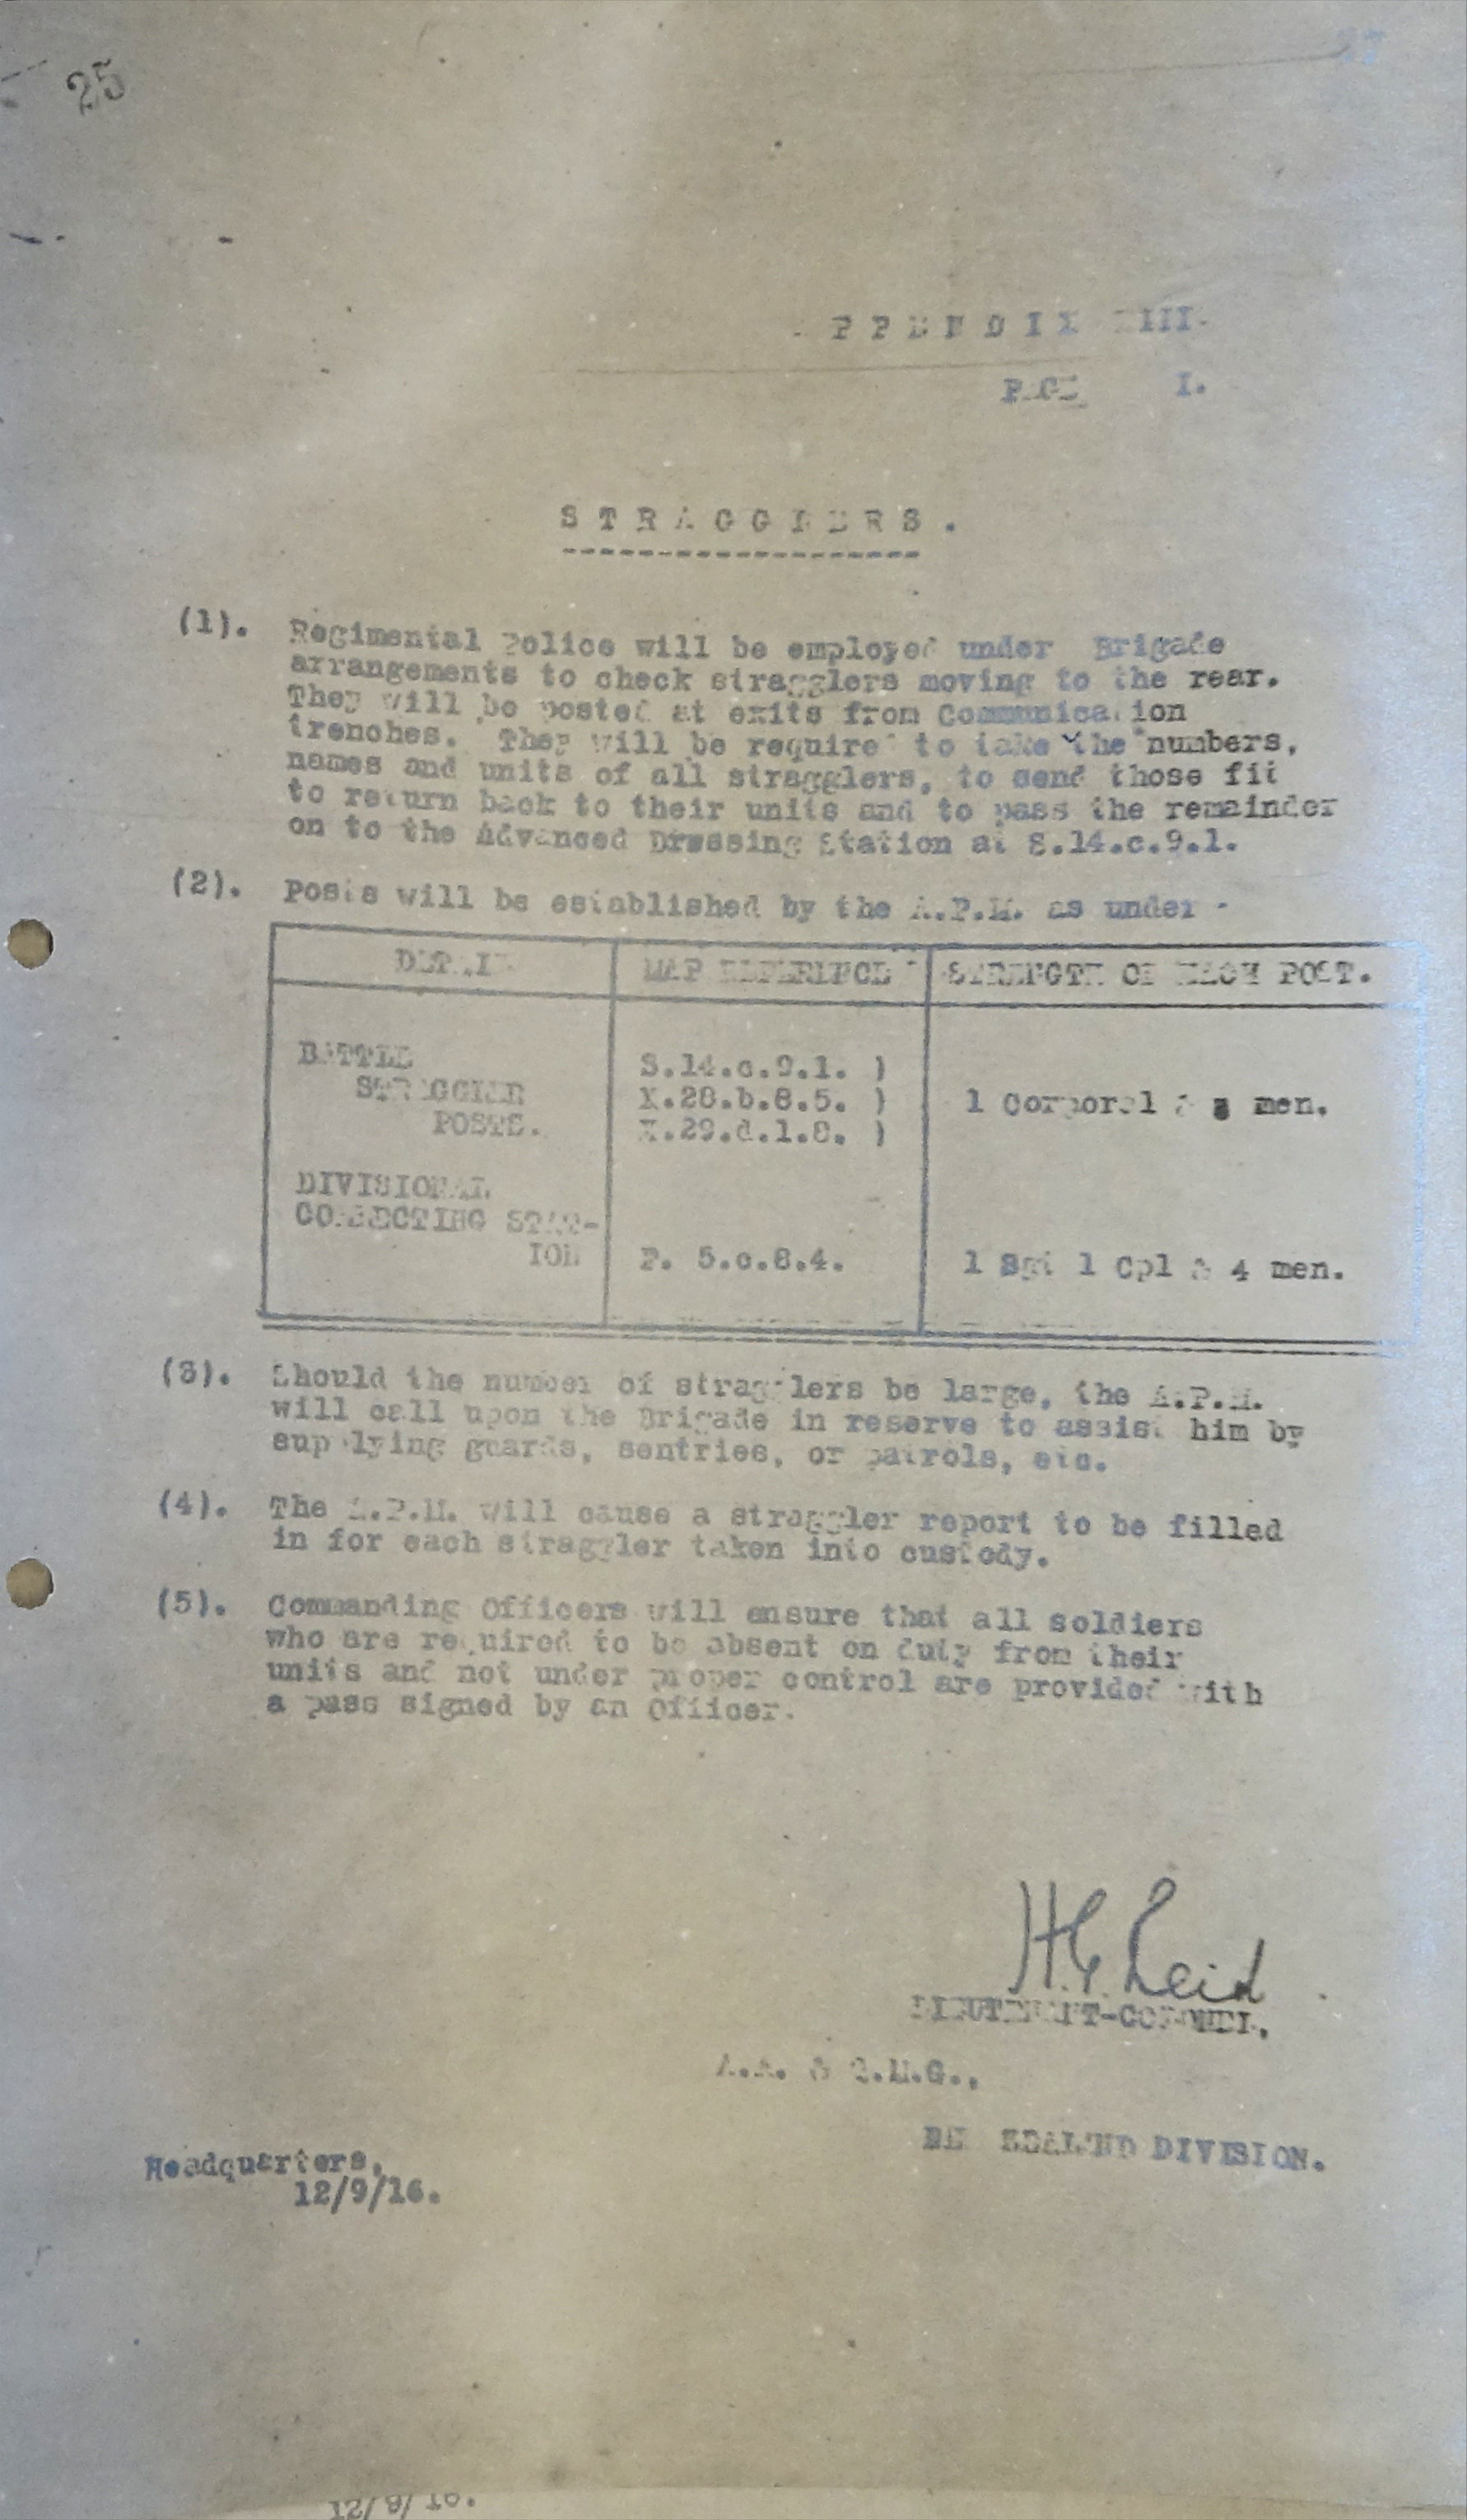 25
APPENDIX
PAGE I.
STRAGGLERS.
(1). Regimental Police will be employed under Brigade
arrangements to check stragglers moving to the rear.
They will be posted at exits from Communication
trenches. They will be required to take the numbers,
names and units of all stragglers, to send those fit
to return back to their units and to pass the remainder
on to the Advanced Dressing Station at S.14.c.9.1.
(2). Posts will be established by the A.P.M. as under -
DETAIL MAP REFERENCE STRENGTH OF EACH POST.
BATTLE S.14.c.9.1. )
STRAGGLER X.28.b.8.5. ) 1 Corporal & men.
POSTS. X.29.d.1.8. )
DIVISIONAL
COLLECTING STAT-
ION P. 5.c.8.4. 1 Sgt 1 Cpl & 4 men.
(3). Should the number of stragglers be large, the A.P.M.
will call upon the Brigade in reserve to assist him by
supplying guards, sentries, or patrols, etc.
(4). The A.P.M. will cause a straggler report to be filled
in for each straggler taken into custody.
(5). Commanding Officers will ensure that all soldiers
who are required to be absent on duty from their
units and not under proper control are provided with
a pass signed by an Officer.
H.G. Reid
LIEUTENANT-COLONEL,
A.A. & Q.M.G.,
ZEALAND DIVISION.
Headquarters,
12/9/16.
12/9/16.